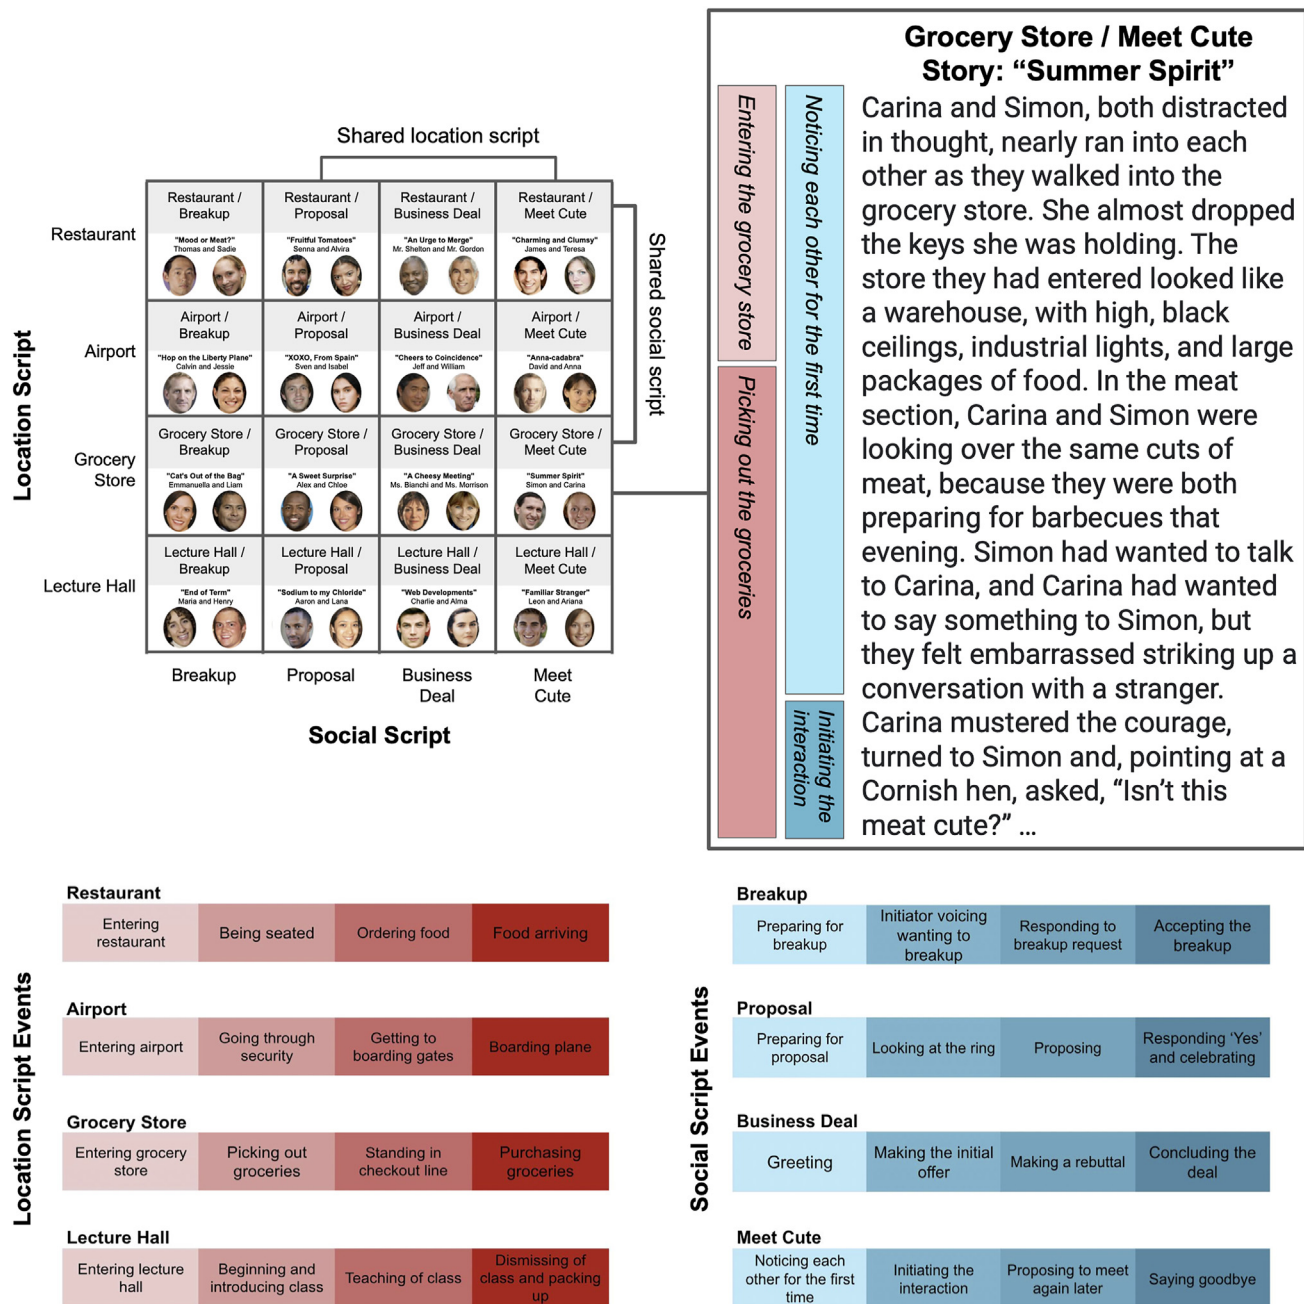 Grocery Store / Meet Cute
Story: “Summer Spirit”
Entering the grocery store
Picking out the groceries
Noticing each other for the first time
Initiating the
interaction
Carina and Simon, both distracted
in thought, nearly ran into each
other as they walked into the
grocery store. She almost dropped
the keys she was holding. The
store they had entered looked like
a warehouse, with high, black
ceilings, industrial lights, and large
packages of food. In the meat
section, Carina and Simon were
looking over the same cuts of
meat, because they were both
preparing for barbecues that
evening. Simon had wanted to talk
to Carina, and Carina had wanted
to say something to Simon, but
they felt embarrassed striking up a
conversation with a stranger.
Carina mustered the courage,
turned to Simon and, pointing at a
Cornish hen, asked, “Isn’t this
meat cute?” ...
Shared location script
Shared social script
Location Script
Restaurant
Restaurant /
Breakup
"Mood or Meat?"
Thomas and Sadie
Restaurant /
Proposal
"Fruitful Tomatoes"
Senna and Alvira
Restaurant /
Business Deal
"An Urge to Merge"
Mr. Shelton and Mr. Gordon
Restaurant /
Meet Cute
"Charming and Clumsy"
James and Teresa
Airport
Airport /
Breakup
"Hop on the Liberty Plane"
Calvin and Jessie
Airport /
Proposal
"XOXO, From Spain"
Sven and Isabel
Airport /
Business Deal
"Cheers to Coincidence"
Jeff and William
Airport /
Meet Cute
"Anna-cadabra"
David and Anna
Grocery
Store
Grocery Store /
Breakup
"Cat's Out of the Bag"
Emmanuella and Liam
Grocery Store /
Proposal
"A Sweet Surprise"
Alex and Chloe
Grocery Store /
Business Deal
"A Cheesy Meeting"
Ms. Bianchi and Ms. Morrison
Grocery Store /
Meet Cute
"Summer Spirit"
Simon and Carina
Lecture Hall
Lecture Hall /
Breakup
"End of Term"
Maria and Henry
Lecture Hall /
Proposal
"Sodium to my Chloride"
Aaron and Lana
Lecture Hall /
Business Deal
"Web Developments"
Charlie and Alma
Lecture Hall /
Meet Cute
"Familiar Stranger"
Leon and Ariana
Breakup
Proposal
Business
Deal
Meet
Cute
Social Script
Location Script Events
Restaurant
Entering
restaurant
Being seated
Ordering food
Food arriving
Airport
Entering airport
Going through
security
Getting to
boarding gates
Boarding plane
Grocery Store
Entering grocery
store
Picking out
groceries
Standing in
checkout line
Purchasing
groceries
Lecture Hall
Entering lecture
hall
Beginning and
introducing class
Teaching of class
Dismissing of
class and packing
up
Social Script Events
Breakup
Preparing for
breakup
Initiator voicing
wanting to
breakup
Responding to
breakup request
Accepting the
breakup
Proposal
Preparing for
proposal
Looking at the ring
Proposing
Responding ‘Yes’
and celebrating
Business Deal
Greeting
Making the initial
offer
Making a rebuttal
Concluding the
deal
Meet Cute
Noticing each
other for the first
time
Initiating the
interaction
Proposing to meet
again later
Saying goodbye